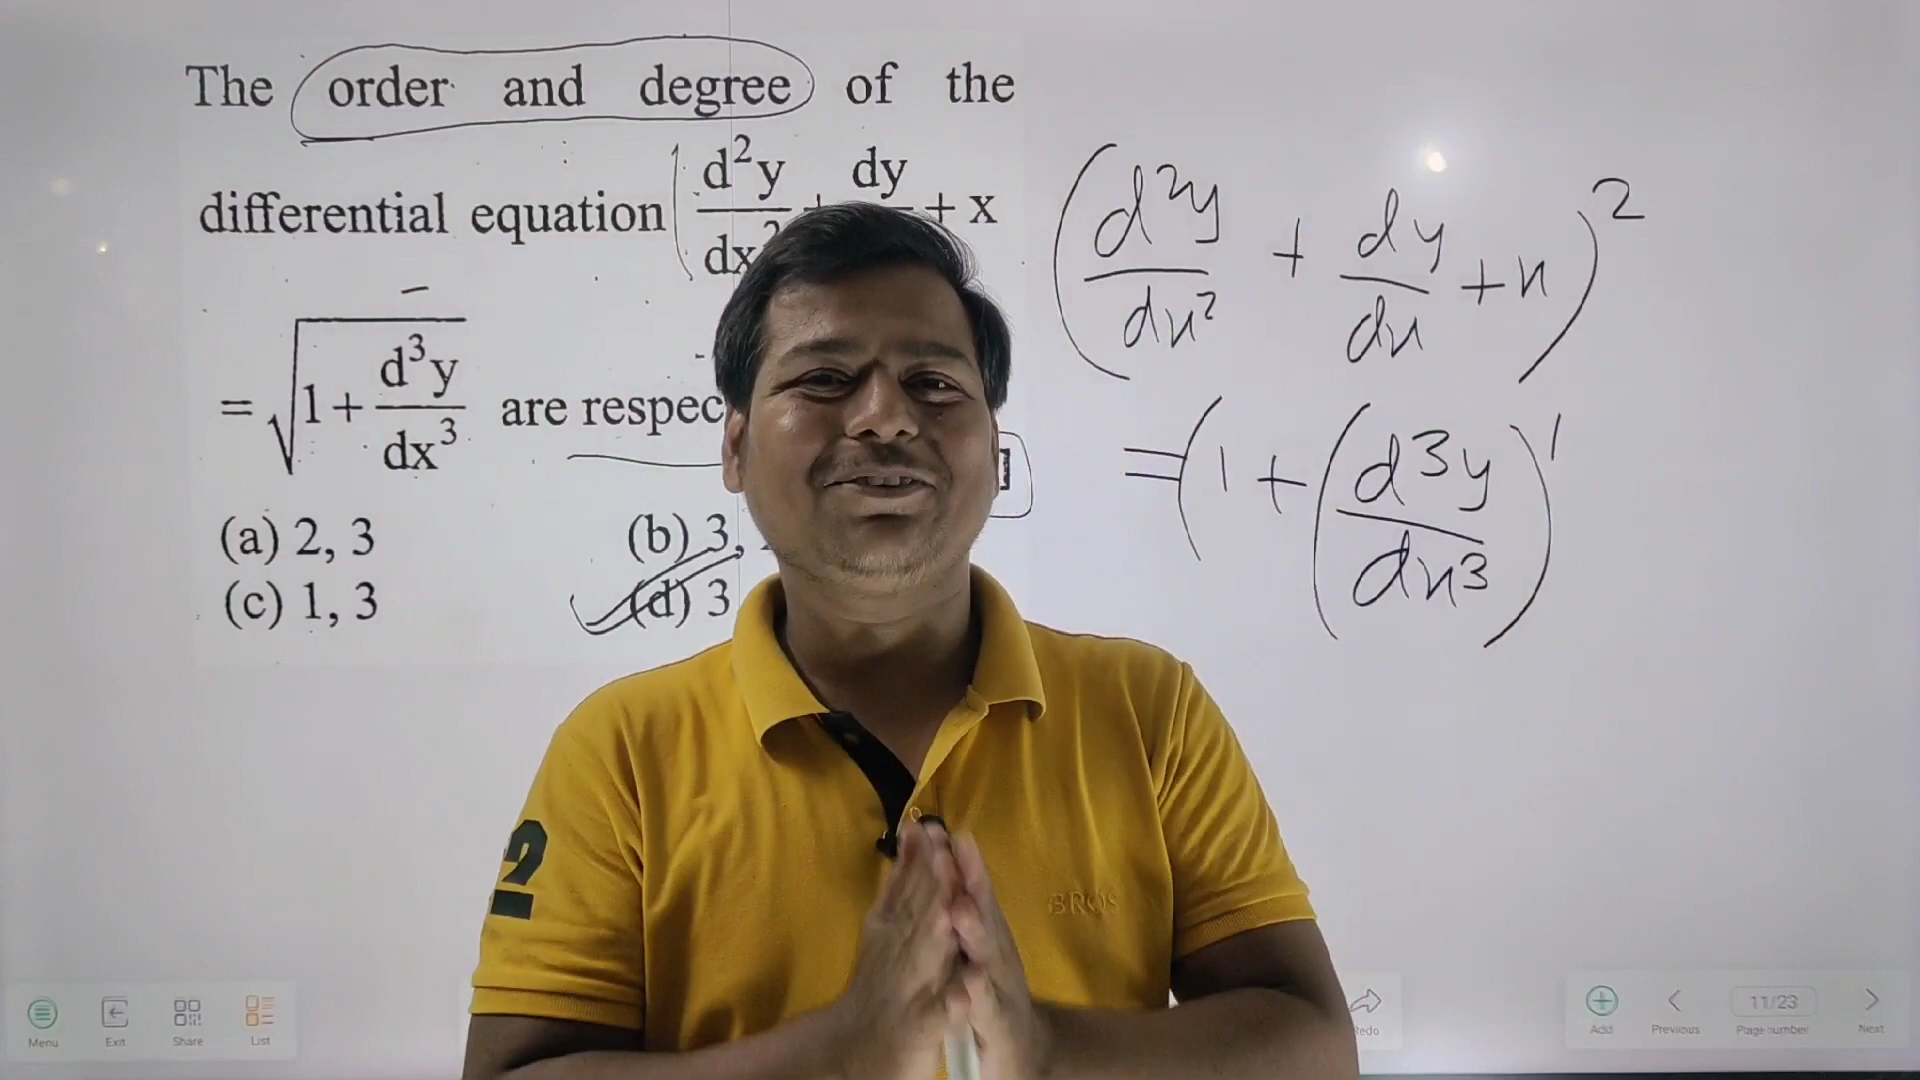 The order and degree of the
differential equation d²y/dx² + dy + x
= √1 + d³y/dx³ are
(a) 2, 3
(b) 3,
(c) 1, 3
(d) 3
(d²y/dx² + dy/dx + x)²
= (1 + (d³y/dx³)¹
2
BROS
Menu
Exit
Share
List
Add
Previous
11/23
Page number
Next